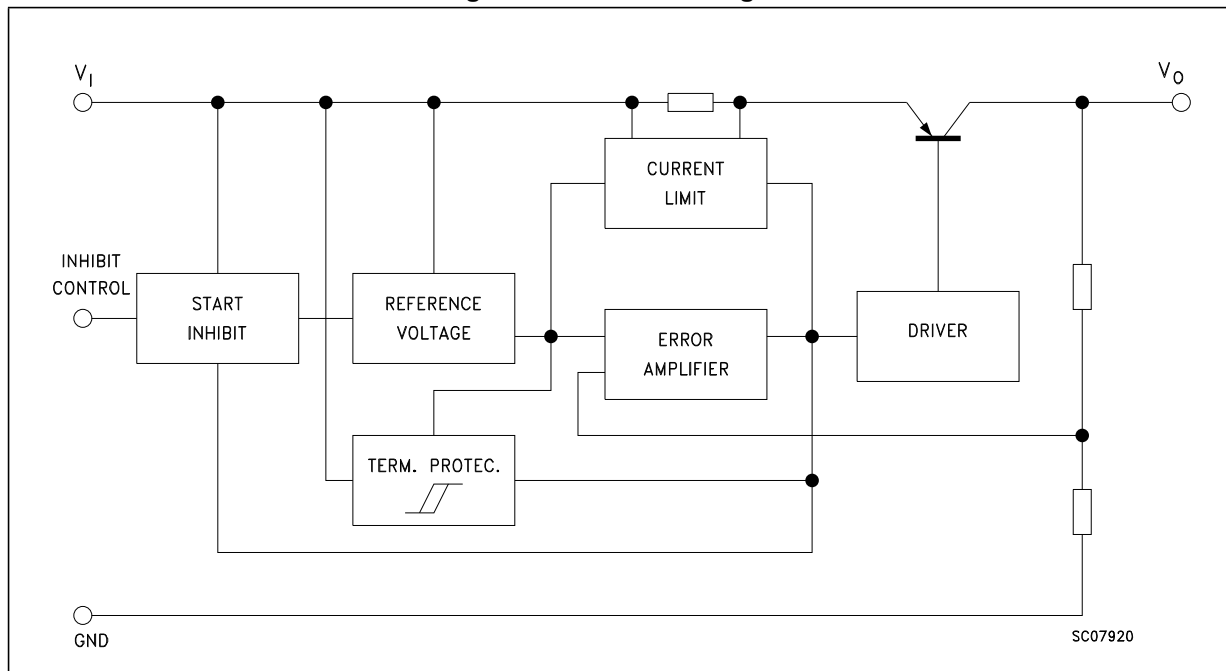 V_I
V_O
CURRENT
LIMIT
INHIBIT
CONTROL
START
INHIBIT
REFERENCE
VOLTAGE
ERROR
AMPLIFIER
DRIVER
TERM. PROTEC.
GND
SC07920